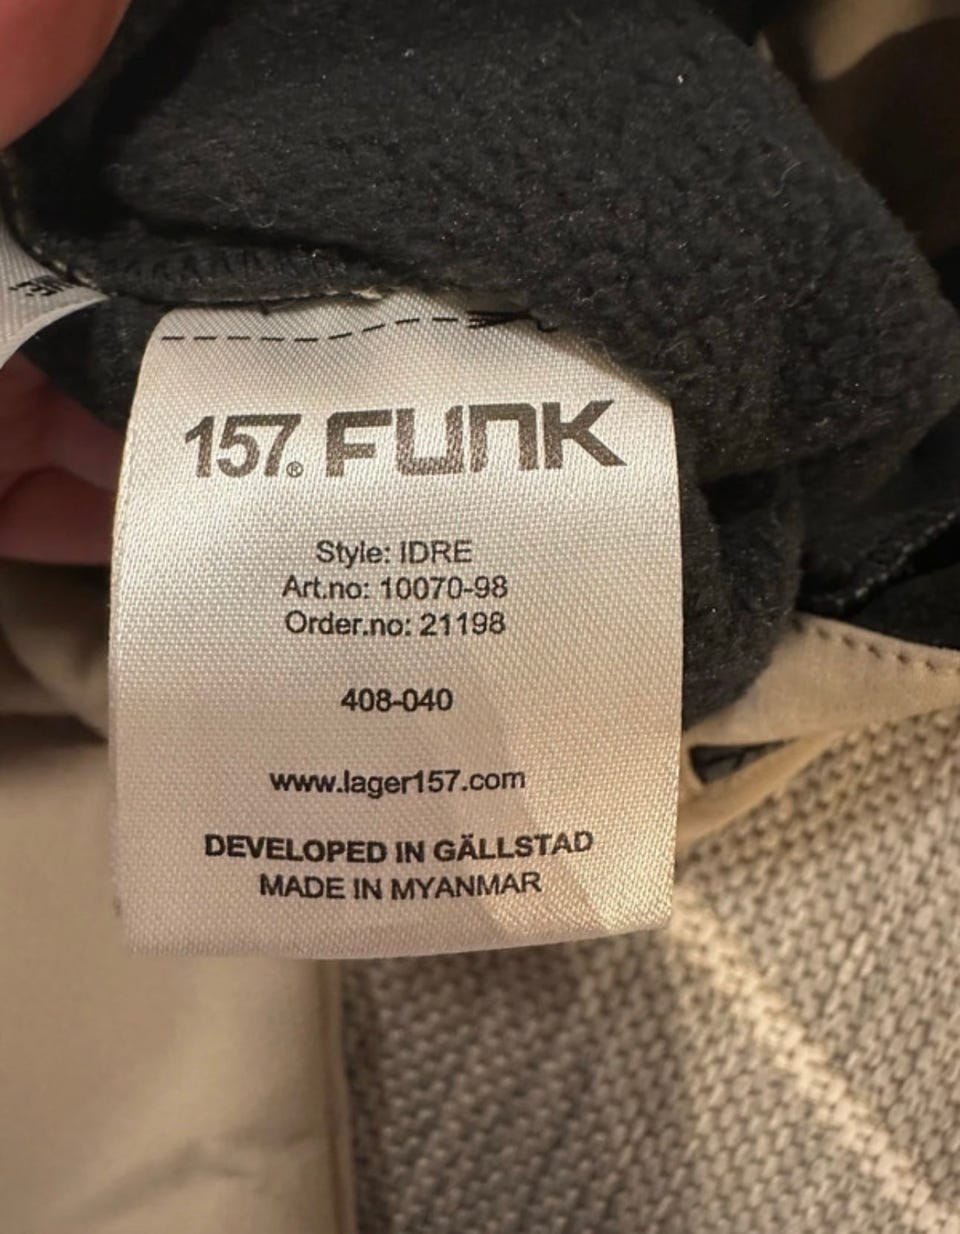 157.® FUNK
Style: IDRE
Art.no: 10070-98
Order.no: 21198
408-040
www.lager157.com
DEVELOPED IN GÄLLSTAD
MADE IN MYANMAR